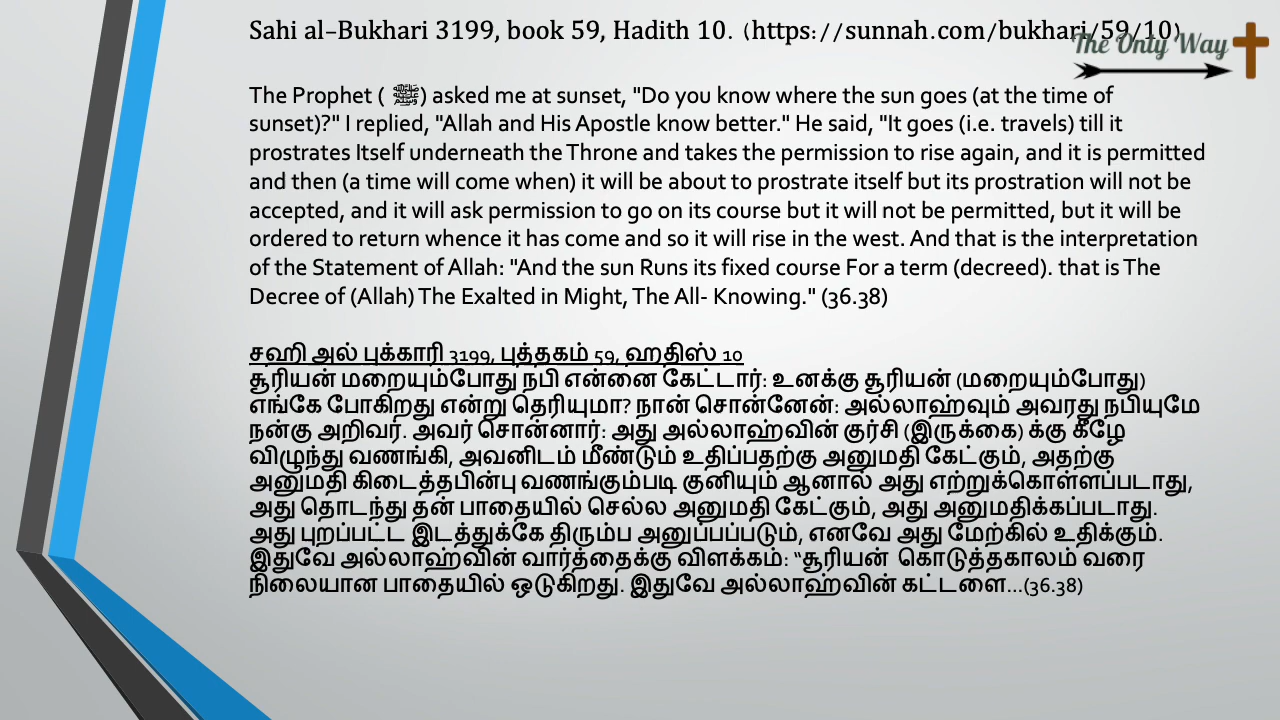 Sahi al-Bukhari 3199, book 59, Hadith 10. (https://sunnah.com/bukhari/59/10)
The Only Way
The Prophet ( ﷺ) asked me at sunset, "Do you know where the sun goes (at the time of
sunset)?" I replied, "Allah and His Apostle know better." He said, "It goes (i.e. travels) till it
prostrates Itself underneath the Throne and takes the permission to rise again, and it is permitted
and then (a time will come when) it will be about to prostrate itself but its prostration will not be
accepted, and it will ask permission to go on its course but it will not be permitted, but it will be
ordered to return whence it has come and so it will rise in the west. And that is the interpretation
of the Statement of Allah: "And the sun Runs its fixed course For a term (decreed). that is The
Decree of (Allah) The Exalted in Might, The All- Knowing." (36.38)
சஹி அல் புக்காரி 3199, புத்தகம் 59, ஹதிஸ் 10
சூரியன் மறையும்போது நபி என்னை கேட்டார்: உனக்கு சூரியன் (மறையும்போது)
எங்கே போகிறது என்று தெரியுமா? நான் சொன்னேன்: அல்லாஹ்வும் அவரது நபியுமே
நன்கு அறிவர். அவர் சொன்னார்: அது அல்லாஹ்வின் குர்சி (இருக்கை) க்கு கீழே
விழுந்து வணங்கி, அவனிடம் மீண்டும் உதிப்பதற்கு அனுமதி கேட்கும், அதற்கு
அனுமதி கிடைத்தபின்பு வணங்கும்படி குனியும் ஆனால் அது எற்றுக்கொள்ளப்படாது,
அது தொடந்து தன் பாதையில் செல்ல அனுமதி கேட்கும், அது அனுமதிக்கப்படாது.
அது புறப்பட்ட இடத்துக்கே திரும்ப அனுப்பப்படும், எனவே அது மேற்கில் உதிக்கும்.
இதுவே அல்லாஹ்வின் வார்த்தைக்கு விளக்கம்: “சூரியன் கொடுத்தகாலம் வரை
நிலையான பாதையில் ஒடுகிறது. இதுவே அல்லாஹ்வின் கட்டளை...(36.38)